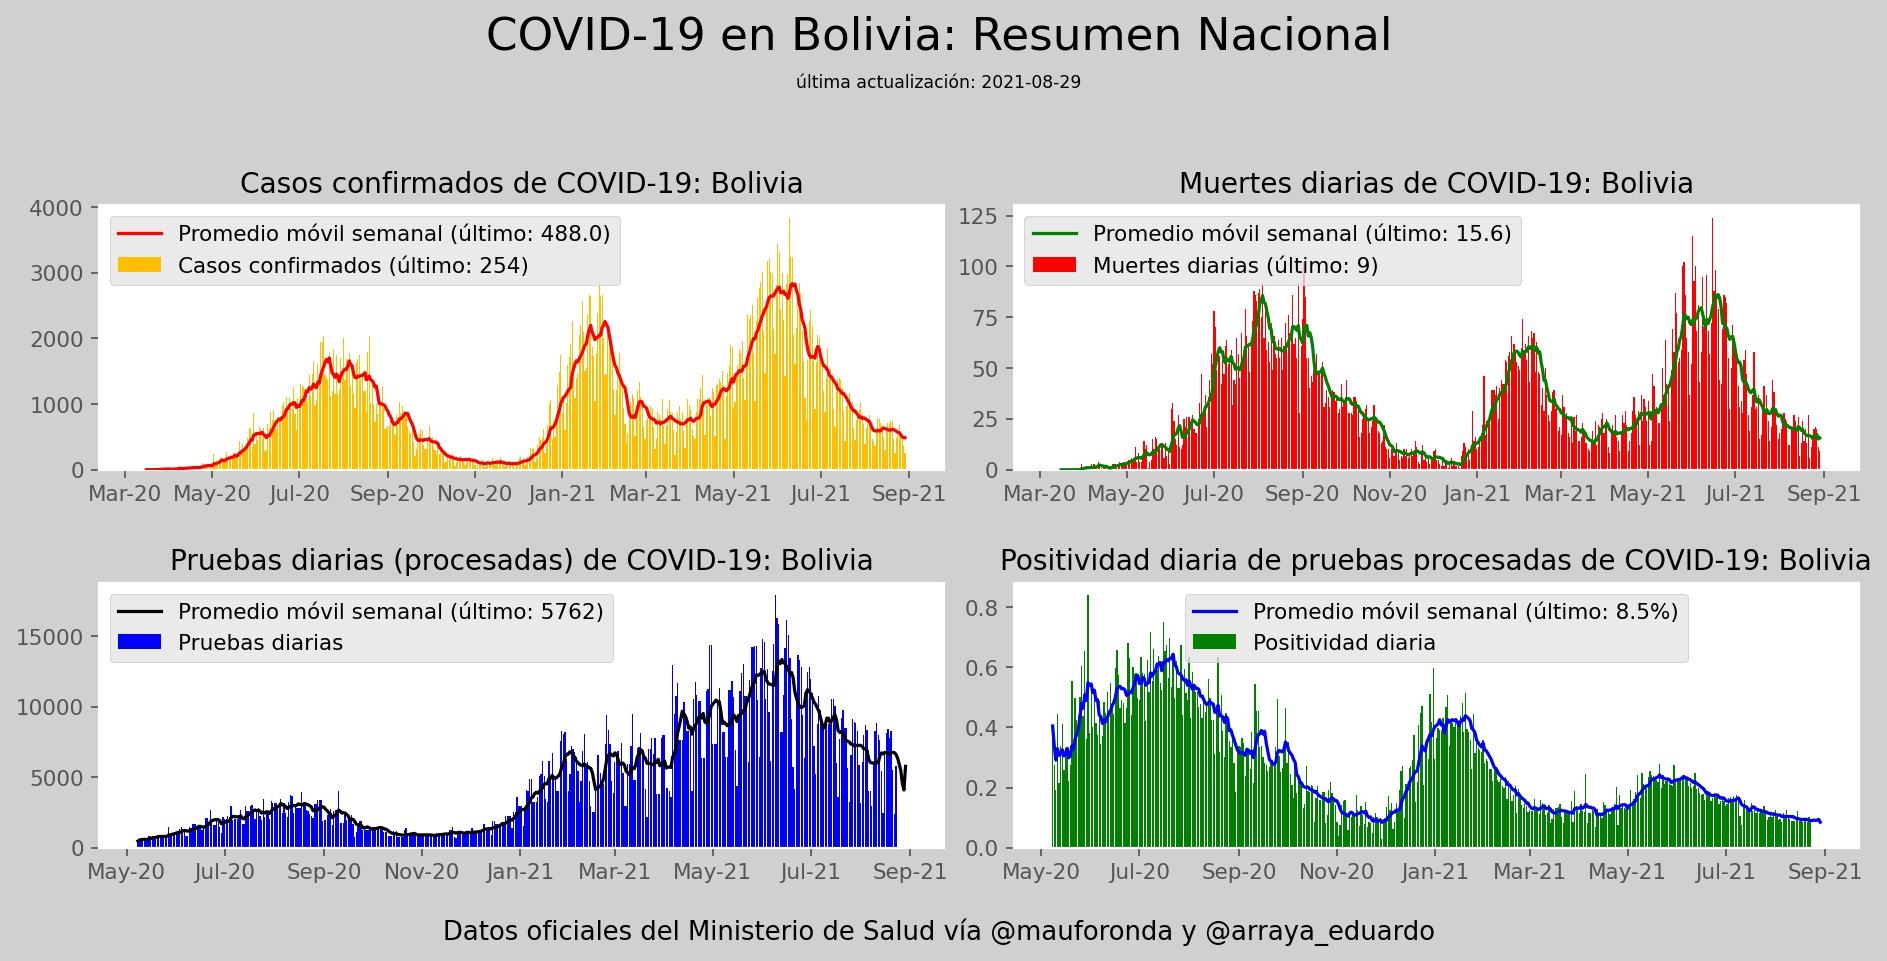 COVID-19 en Bolivia: Resumen Nacional
última actualización: 2021-08-29
Casos confirmados de COVID-19: Bolivia
4000
3000
2000
1000
0
Promedio móvil semanal (último: 488.0)
Casos confirmados (último: 254)
Mar-20 May-20 Jul-20 Sep-20 Nov-20 Jan-21 Mar-21 May-21 Jul-21 Sep-21
Muertes diarias de COVID-19: Bolivia
125
100
75
50
25
0
Promedio móvil semanal (último: 15.6)
Muertes diarias (último: 9)
Mar-20 May-20 Jul-20 Sep-20 Nov-20 Jan-21 Mar-21 May-21 Jul-21 Sep-21
Pruebas diarias (procesadas) de COVID-19: Bolivia
15000
10000
5000
0
Promedio móvil semanal (último: 5762)
Pruebas diarias
May-20 Jul-20 Sep-20 Nov-20 Jan-21 Mar-21 May-21 Jul-21 Sep-21
Positividad diaria de pruebas procesadas de COVID-19: Bolivia
0.8
0.6
0.4
0.2
0.0
Promedio móvil semanal (último: 8.5%)
Positividad diaria
May-20 Jul-20 Sep-20 Nov-20 Jan-21 Mar-21 May-21 Jul-21 Sep-21
Datos oficiales del Ministerio de Salud vía @mauforonda y @arraya_eduardo